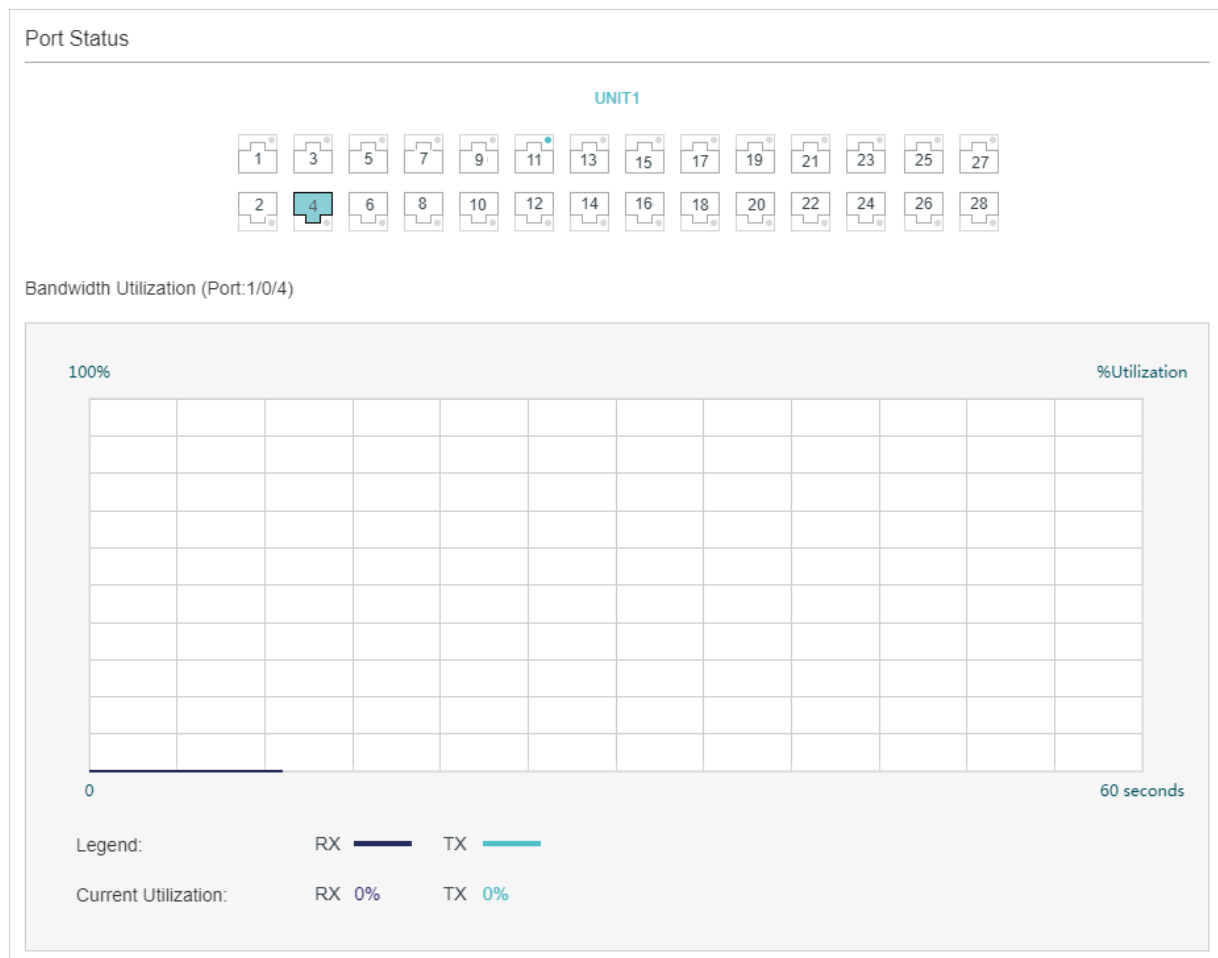 Port Status
UNIT1
1 3 5 7 9 11 13 15 17 19 21 23 25 27
2 4 6 8 10 12 14 16 18 20 22 24 26 28
Bandwidth Utilization (Port:1/0/4)
100% %Utilization
0 60 seconds
Legend: RX TX
Current Utilization: RX 0% TX 0%